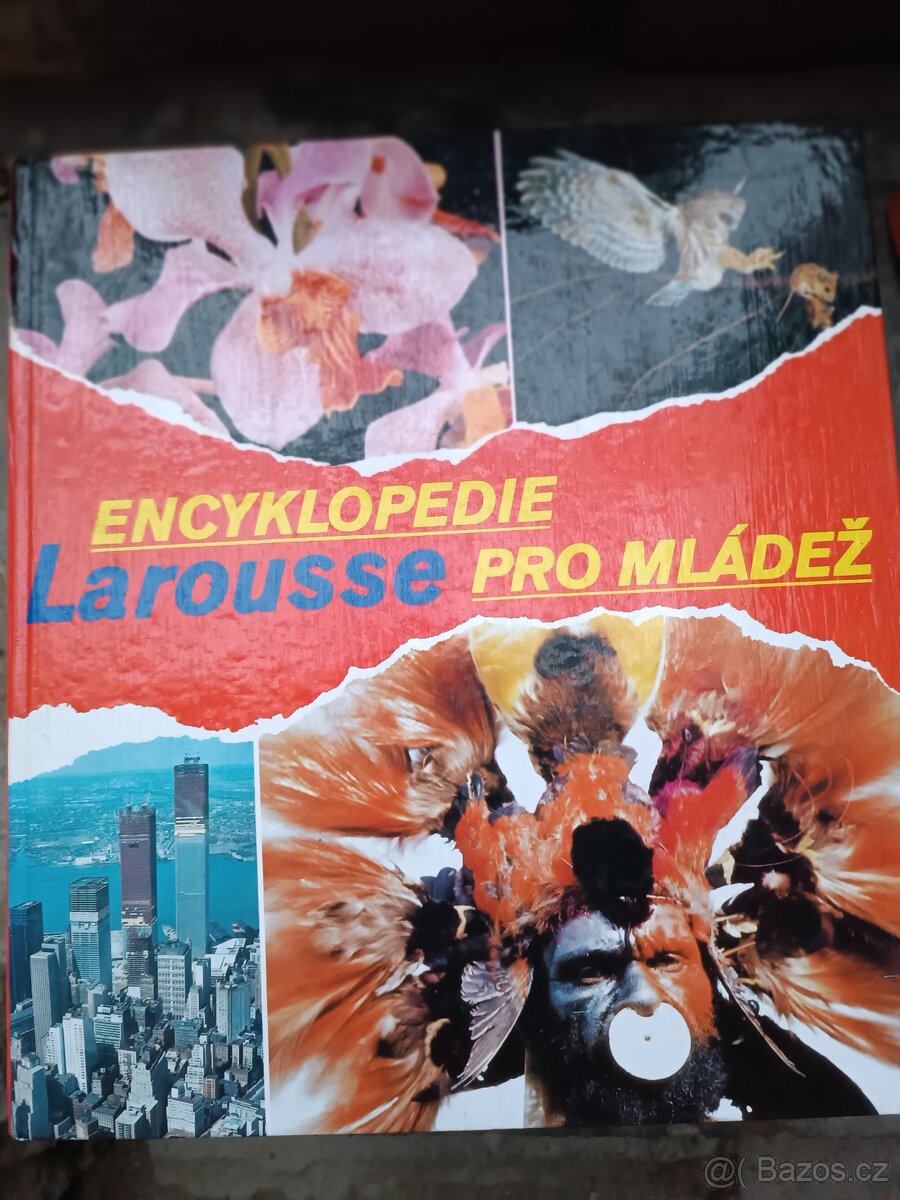 ENCYKLOPEDIE
Larousse PRO MLÁDEŽ
@( Bazos.cz